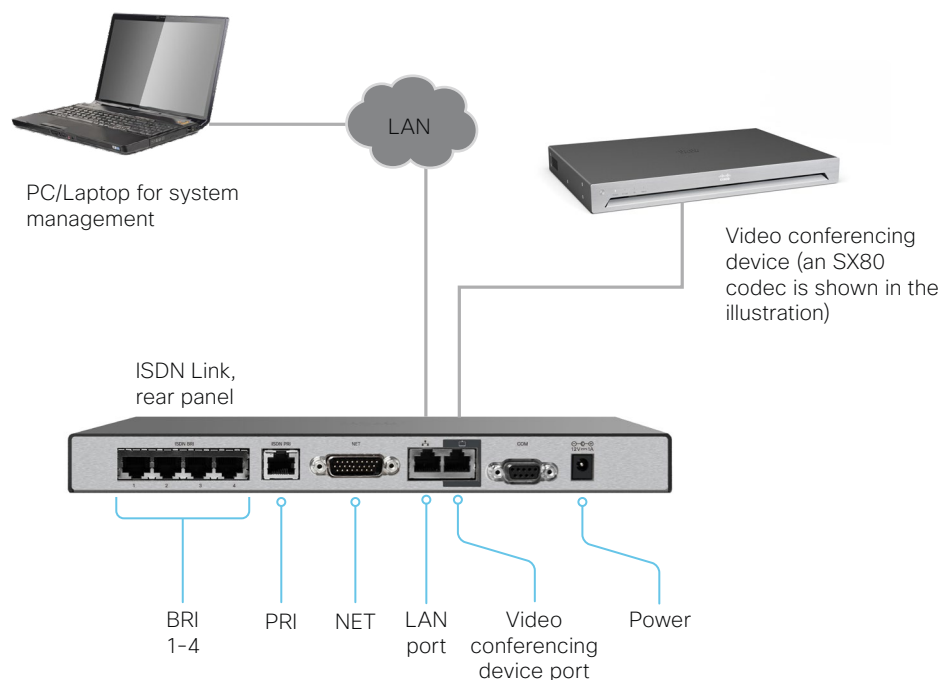 LAN
PC/Laptop for system
management
Video conferencing
device (an SX80
codec is shown in the
illustration)
ISDN Link,
rear panel
ISDN BRI
ISDN PRI
NET
COM
12V⎓1A
1 2 3 4
BRI
1-4
PRI
NET
LAN
port
Video
conferencing
device port
Power